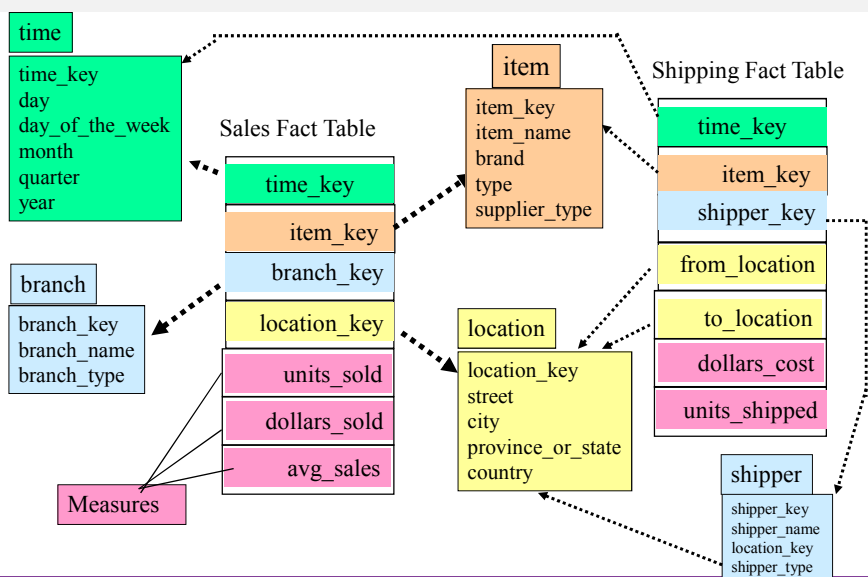 time
time_key
day
day_of_the_week
month
quarter
year
Sales Fact Table
time_key
item_key
branch_key
location_key
units_sold
dollars_sold
avg_sales
Measures
branch
branch_key
branch_name
branch_type
item
item_key
item_name
brand
type
supplier_type
location
location_key
street
city
province_or_state
country
Shipping Fact Table
time_key
item_key
shipper_key
from_location
to_location
dollars_cost
units_shipped
shipper
shipper_key
shipper_name
location_key
shipper_type